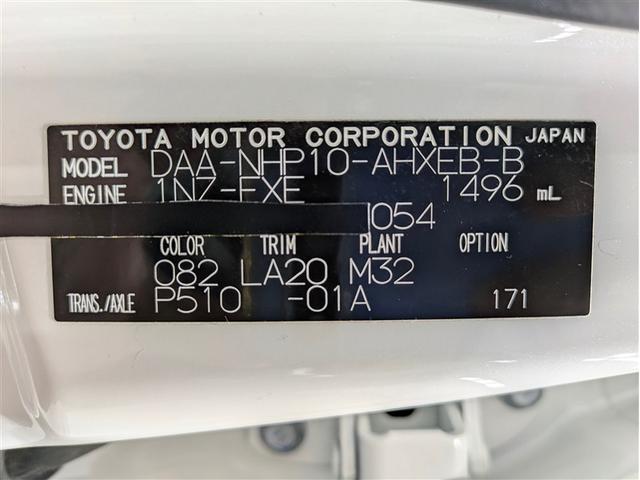 TOYOTA MOTOR CORPORATION JAPAN
MODEL DAA-NHP10-AHXEB-B
ENGINE 1NZ-FXE 1496 mL
054
COLOR TRIM PLANT OPTION
082 LA20 M32
TRANS./AXLE P510 -01A 171